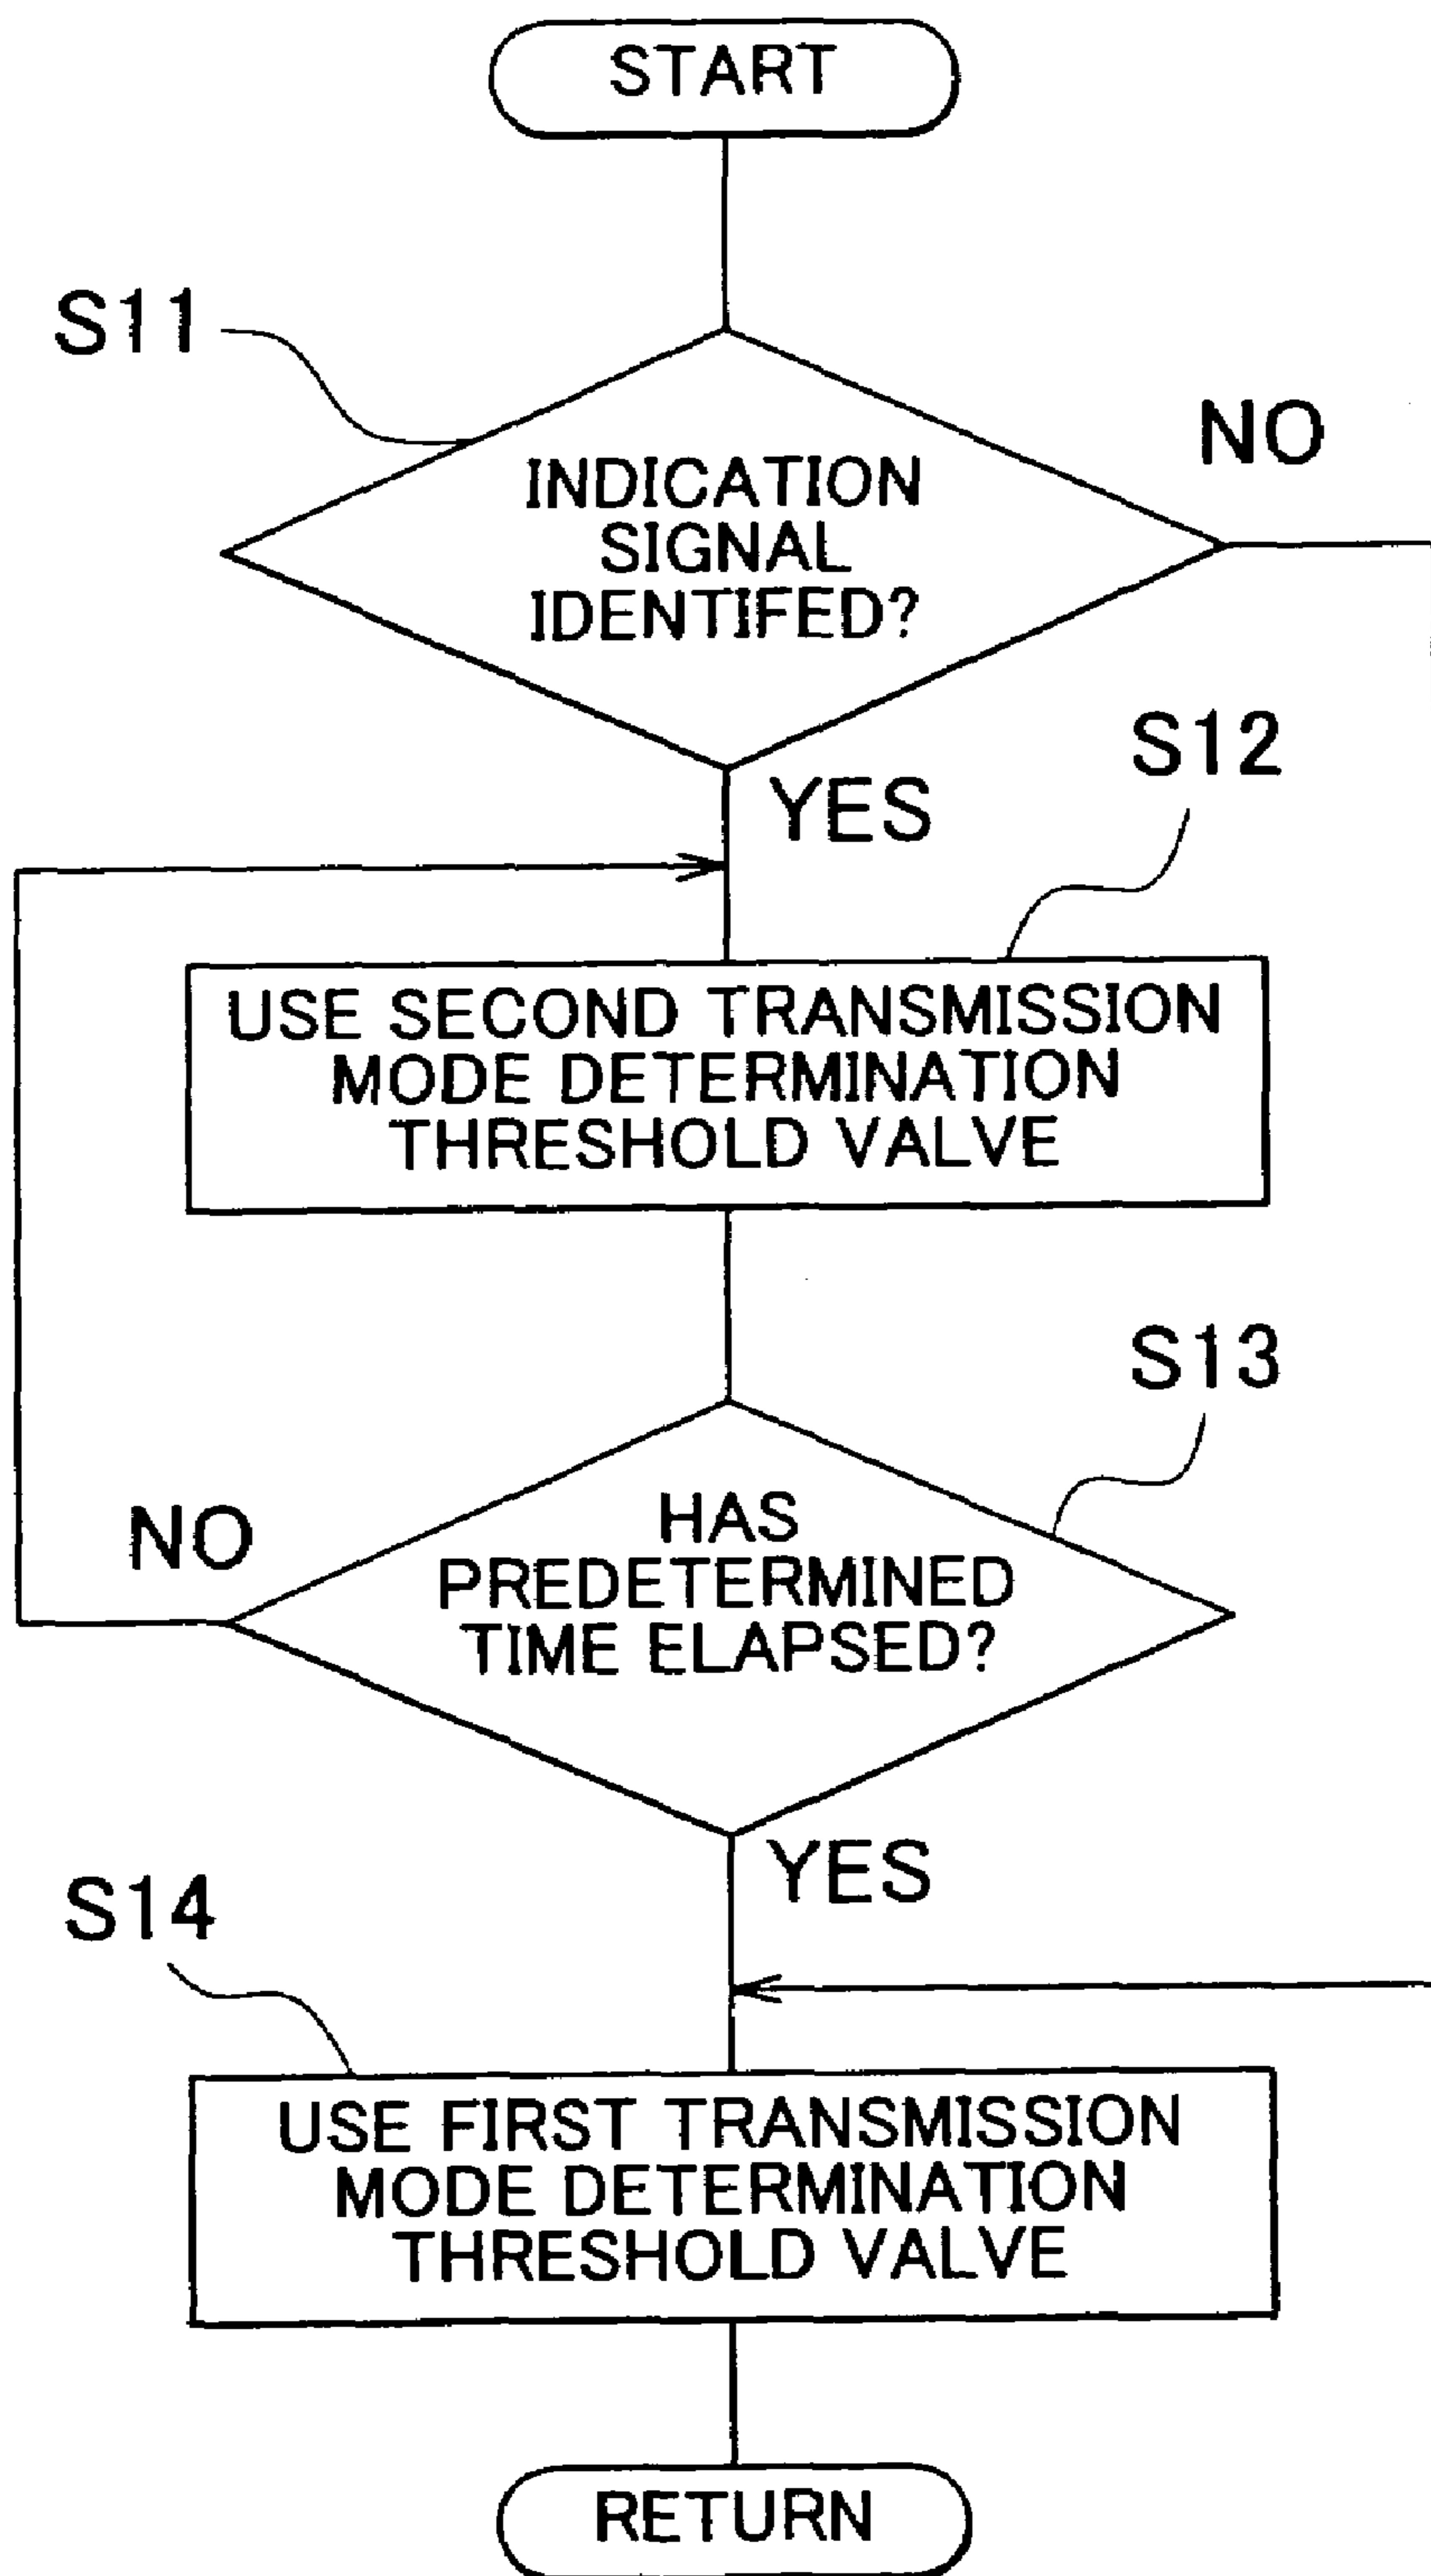 START
S11
NO
INDICATION
SIGNAL
IDENTIFED?
S12
YES
USE SECOND TRANSMISSION
MODE DETERMINATION
THRESHOLD VALVE
S13
HAS
PREDETERMINED
TIME ELAPSED?
NO
YES
S14
USE FIRST TRANSMISSION
MODE DETERMINATION
THRESHOLD VALVE
RETURN